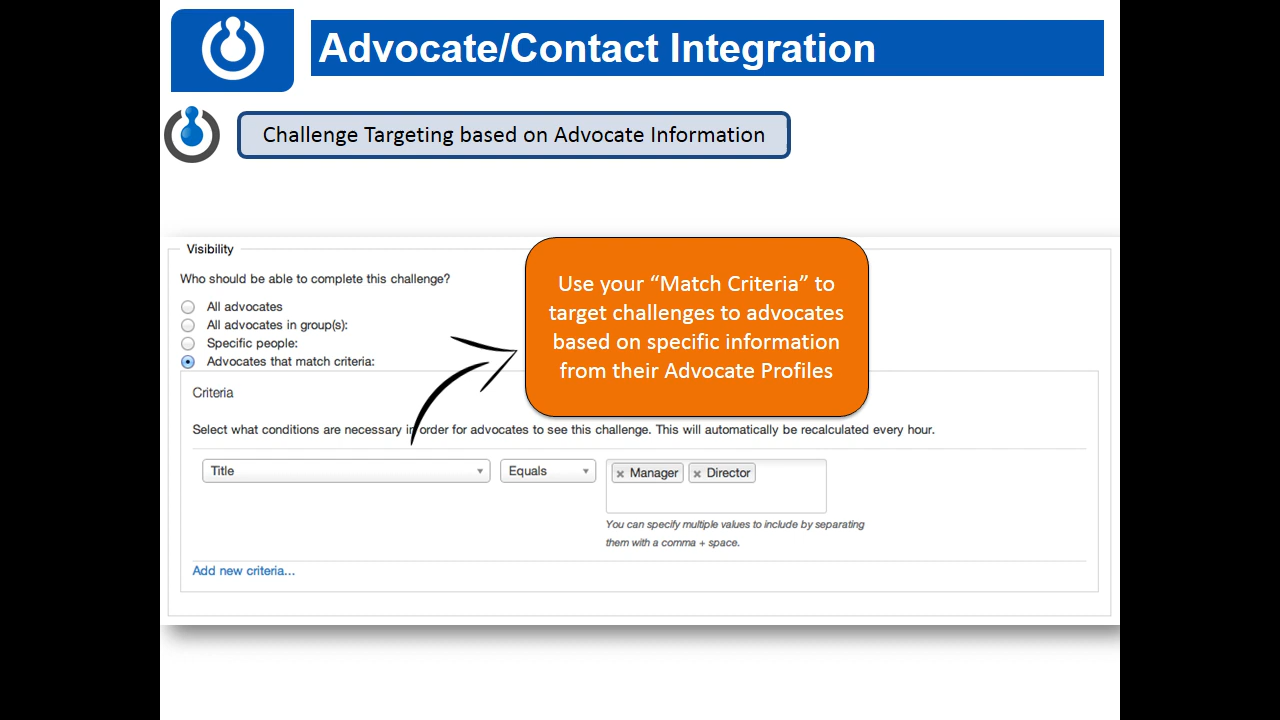 Advocate/Contact Integration
Challenge Targeting based on Advocate Information
Visibility
Who should be able to complete this challenge?
All advocates
All advocates in group(s):
Specific people:
Advocates that match criteria:
Use your “Match Criteria” to
target challenges to advocates
based on specific information
from their Advocate Profiles
Criteria
Select what conditions are necessary in order for advocates to see this challenge. This will automatically be recalculated every hour.
Title Equals × Manager × Director
You can specify multiple values to include by separating
them with a comma + space.
Add new criteria...